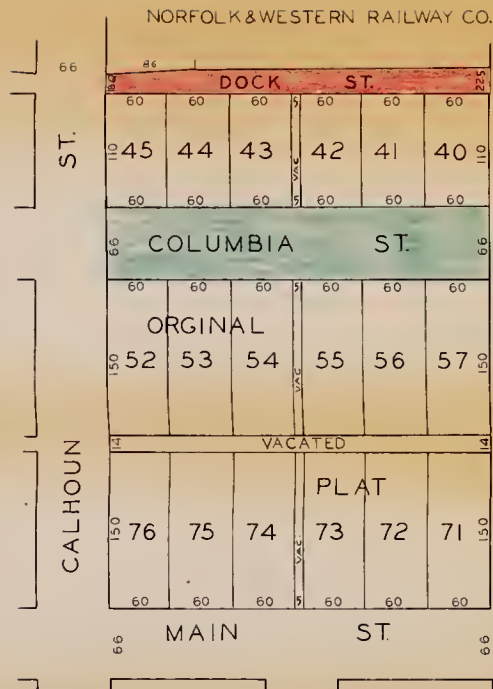 NORFOLK & WESTERN RAILWAY CO.
66 86
80 DOCK ST. 225
60 60 60 5 60 60 60
ST.
110 45 44 43 VAC 42 41 40 110
60 60 60 5 60 60 60
66 COLUMBIA ST. 66
60 60 60 5 60 60 60
ORGINAL
150 52 53 54 VAC 55 56 57 150
14 VACATED 14
PLAT
CALHOUN
150 76 75 74 VAC. 73 72 71 150
60 60 60 5 60 60 60
66 MAIN ST. 66